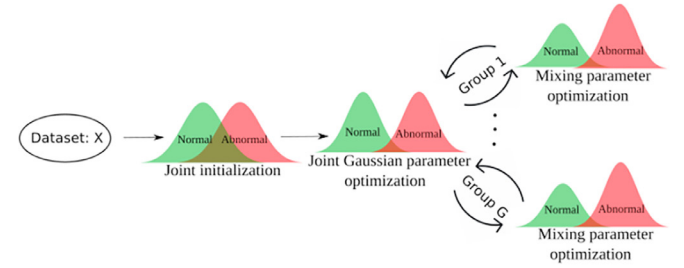 Dataset: X
Normal Abnormal
Joint initialization
Normal Abnormal
Joint Gaussian parameter
optimization
Group 1
Normal Abnormal
Mixing parameter
optimization
Group G
Normal Abnormal
Mixing parameter
optimization